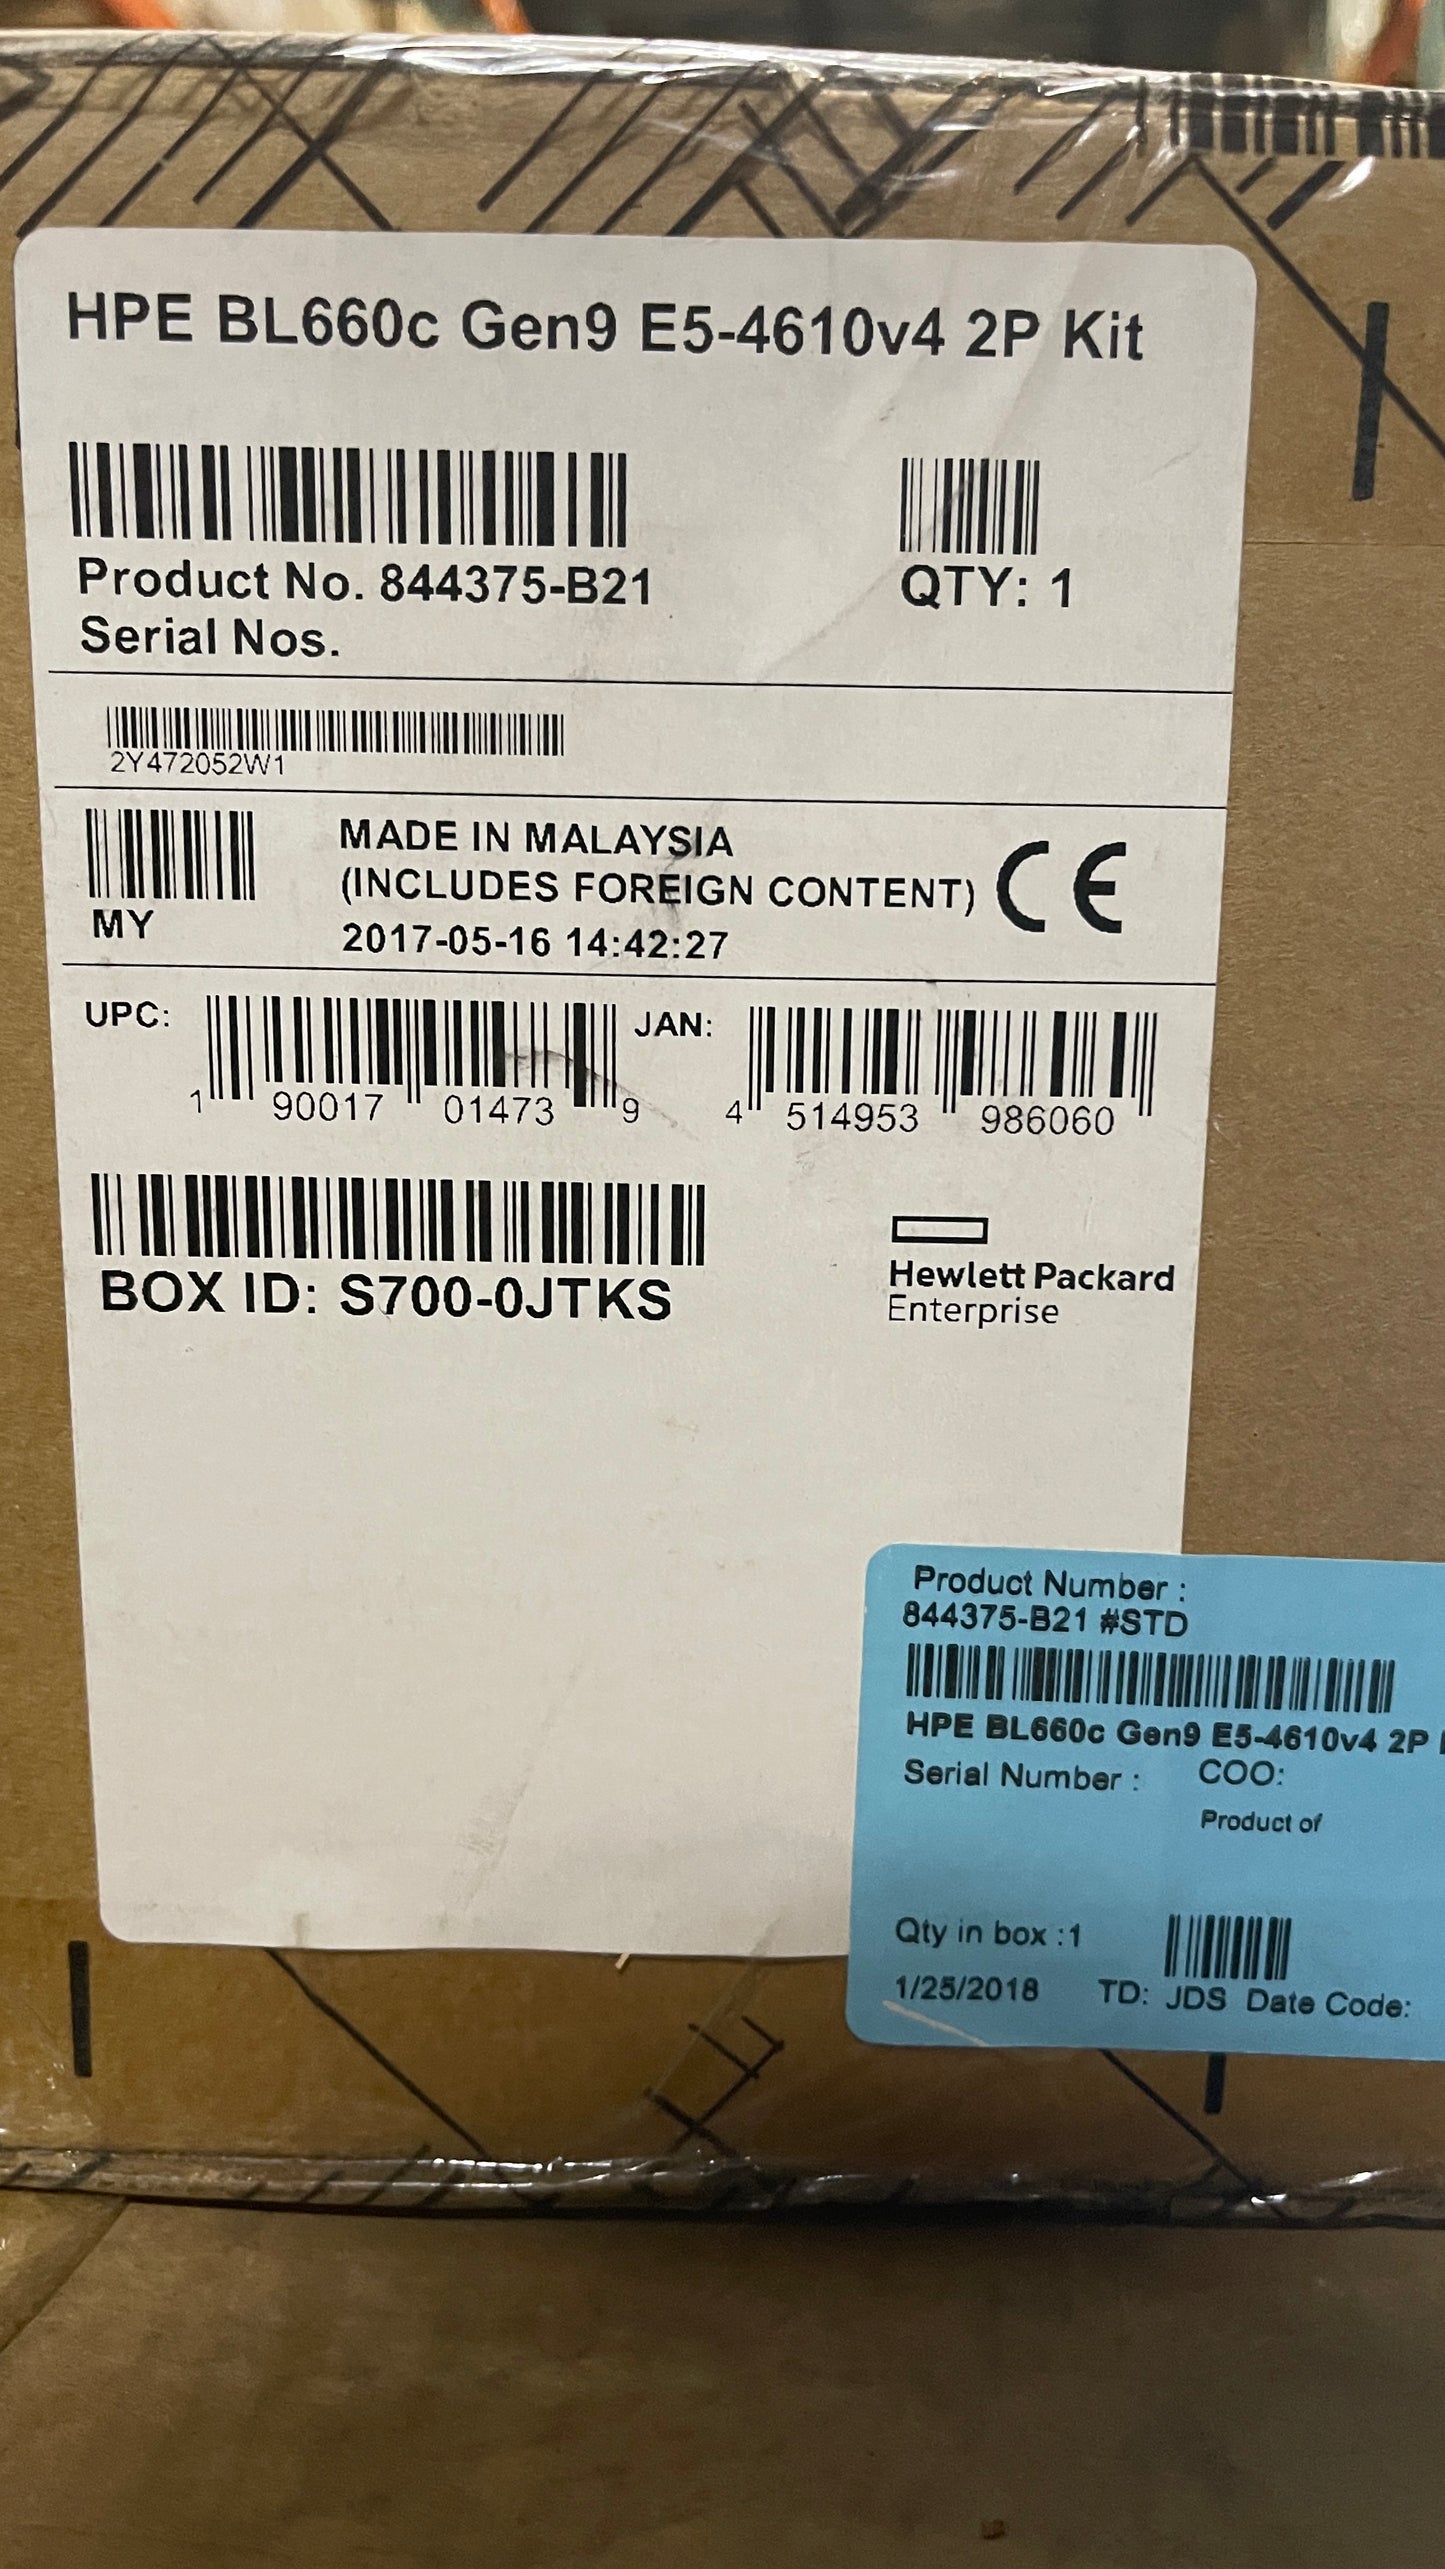 HPE BL660c Gen9 E5-4610v4 2P Kit
Product No. 844375-B21
QTY: 1
Serial Nos.
2Y472052W1
MY
MADE IN MALAYSIA
(INCLUDES FOREIGN CONTENT)
2017-05-16 14:42:27
CE
UPC:
1 90017 01473 9
JAN:
4 514953 986060
BOX ID: S700-0JTKS
Hewlett Packard
Enterprise
Product Number :
844375-B21 #STD
HPE BL660c Gen9 E5-4610v4 2P
Serial Number :
COO:
Product of
Qty in box :1
1/25/2018 TD: JDS Date Code: